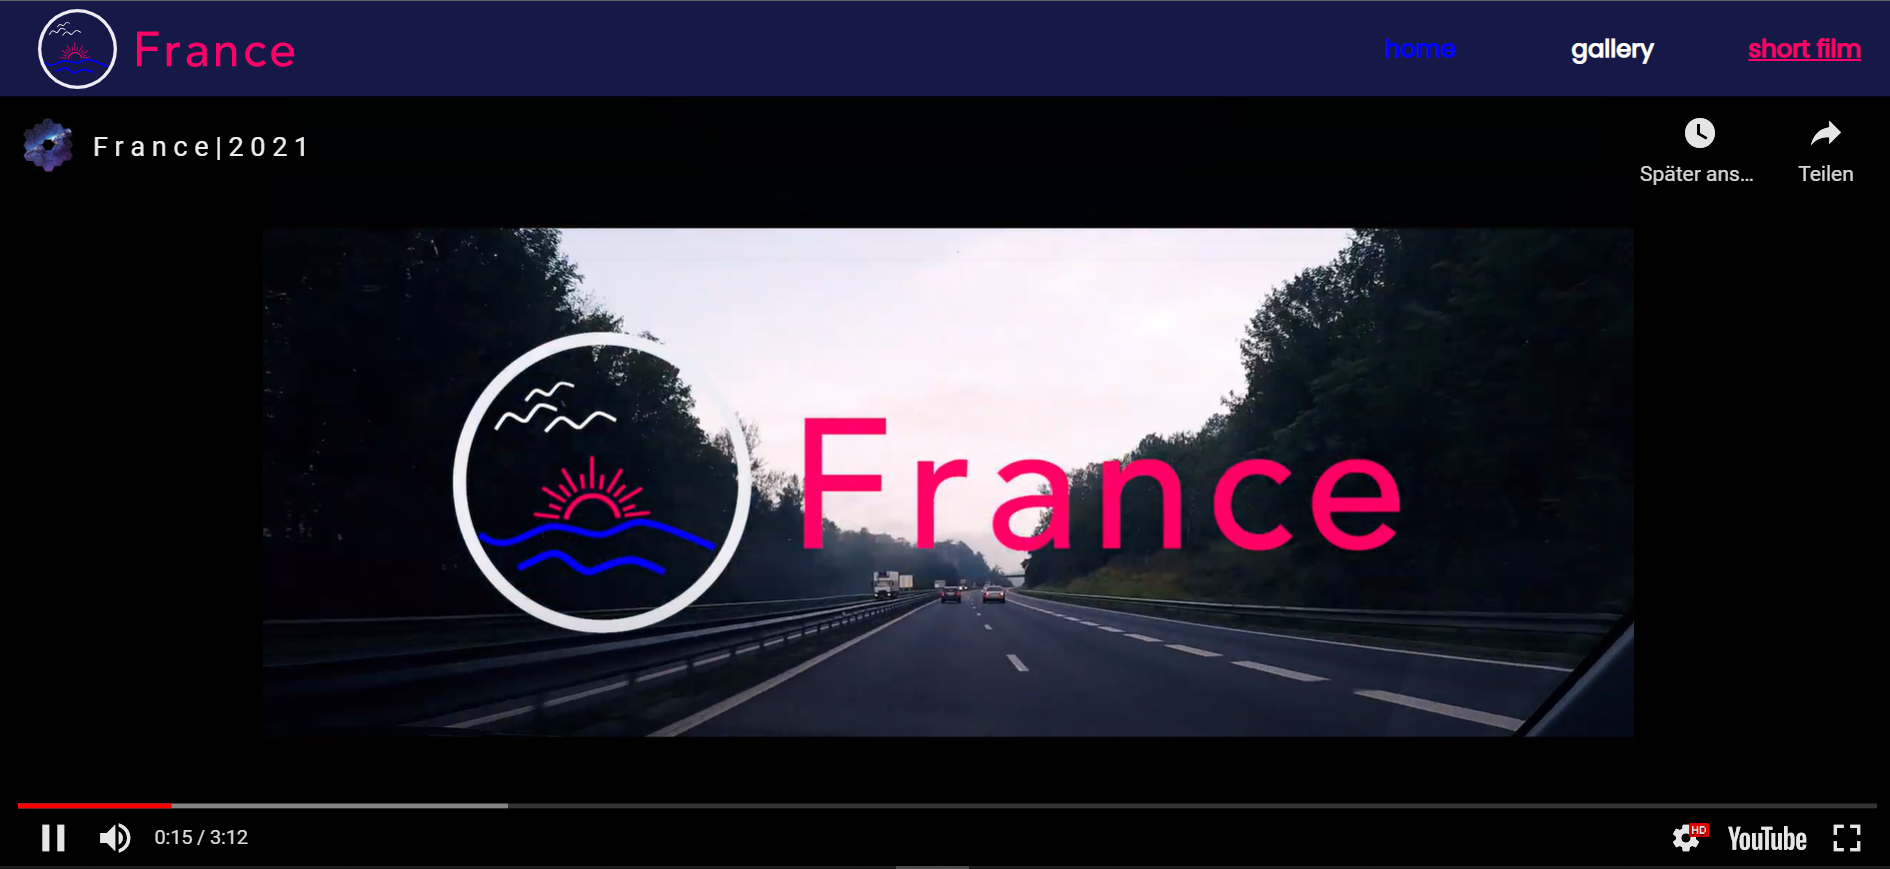 France
home
gallery
short film
France|2021
Später ans...
Teilen
France
0:15 / 3:12
HD
YouTube